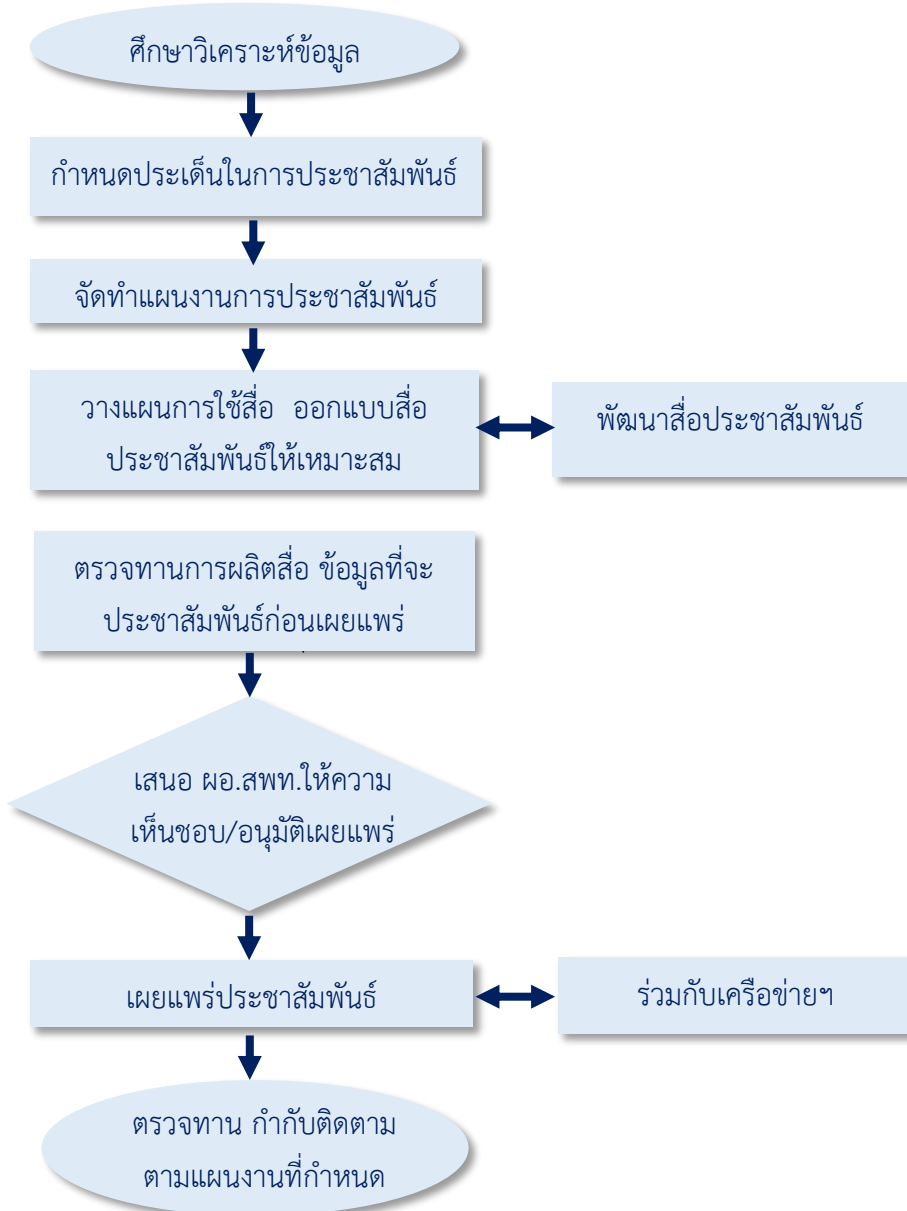 ศึกษาวิเคราะห์ข้อมูล
กำหนดประเด็นในการประชาสัมพันธ์
จัดทำแผนงานการประชาสัมพันธ์
วางแผนการใช้สื่อ ออกแบบสื่อ
ประชาสัมพันธ์ให้เหมาะสม
พัฒนาสื่อประชาสัมพันธ์
ตรวจทานการผลิตสื่อ ข้อมูลที่จะ
ประชาสัมพันธ์ก่อนเผยแพร่
เสนอ ผอ.สพท.ให้ความ
เห็นชอบ/อนุมัติเผยแพร่
เผยแพร่ประชาสัมพันธ์
ร่วมกับเครือข่ายฯ
ตรวจทาน กำกับติดตาม
ตามแผนงานที่กำหนด